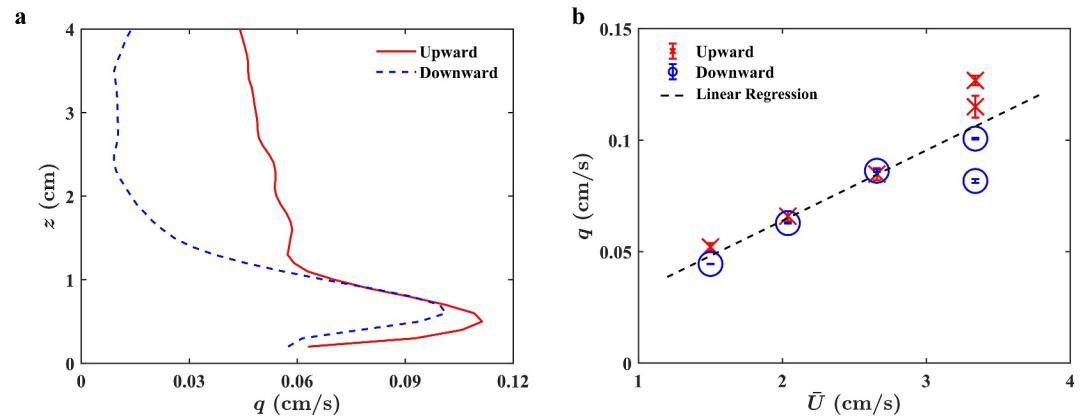 a
4
3
2
1
0
z (cm)
0
0.03
0.06
0.09
0.12
q (cm/s)
Upward
Downward
b
0.15
0.1
0.05
0
q (cm/s)
1
2
3
4
Ū (cm/s)
Upward
Downward
Linear Regression